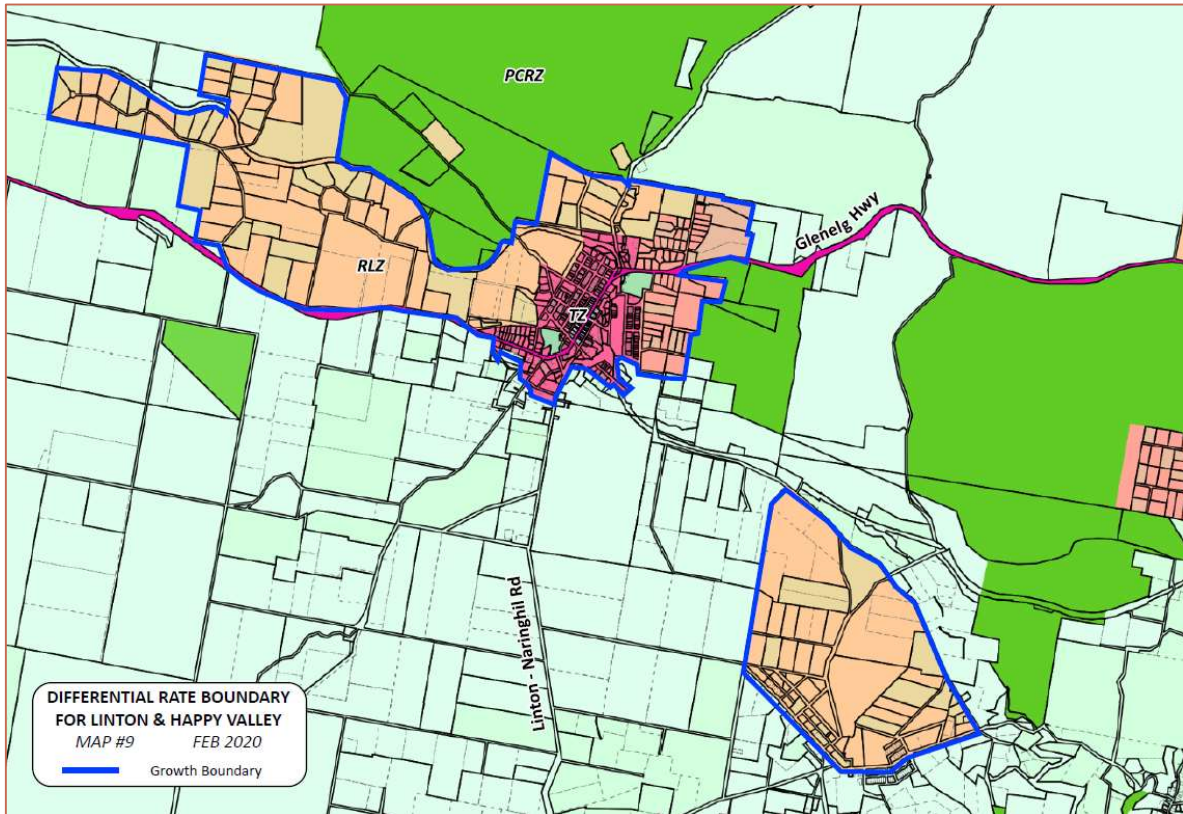 PCRZ
Glenelg Hwy
RLZ
TZ
Linton - Naringhil Rd
DIFFERENTIAL RATE BOUNDARY
FOR LINTON & HAPPY VALLEY
MAP #9 FEB 2020
Growth Boundary